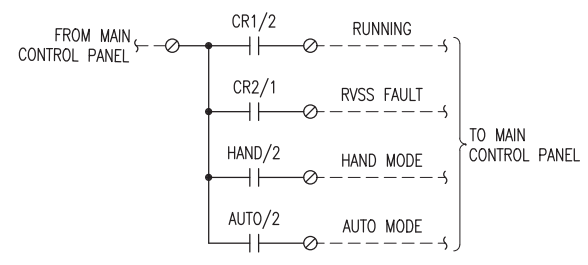 CR1/2
RUNNING
FROM MAIN
CONTROL PANEL
CR2/1
RVSS FAULT
TO MAIN
CONTROL PANEL
HAND/2
HAND MODE
AUTO/2
AUTO MODE